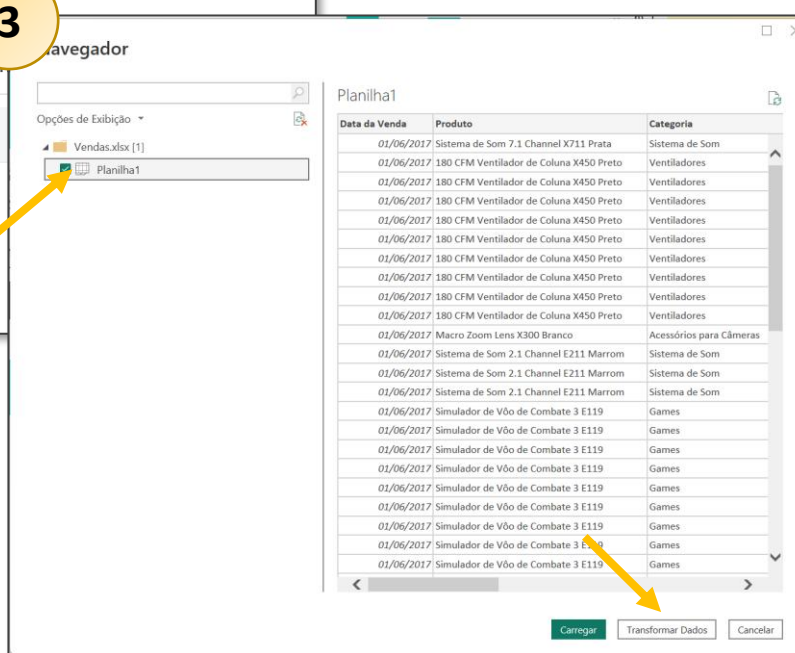 3
Navegador
Planilha1
Opções de Exibição
Data da Venda Produto Categoria
Vendas.xlsx [1]
01/06/2017 Sistema de Som 7.1 Channel X711 Prata Sistema de Som
Planilha1
01/06/2017 180 CFM Ventilador de Coluna X450 Preto Ventiladores
01/06/2017 180 CFM Ventilador de Coluna X450 Preto Ventiladores
01/06/2017 180 CFM Ventilador de Coluna X450 Preto Ventiladores
01/06/2017 180 CFM Ventilador de Coluna X450 Preto Ventiladores
01/06/2017 180 CFM Ventilador de Coluna X450 Preto Ventiladores
01/06/2017 180 CFM Ventilador de Coluna X450 Preto Ventiladores
01/06/2017 180 CFM Ventilador de Coluna X450 Preto Ventiladores
01/06/2017 180 CFM Ventilador de Coluna X450 Preto Ventiladores
01/06/2017 180 CFM Ventilador de Coluna X450 Preto Ventiladores
01/06/2017 Macro Zoom Lens X300 Branco Acessórios para Câmeras
01/06/2017 Sistema de Som 2.1 Channel E211 Marrom Sistema de Som
01/06/2017 Sistema de Som 2.1 Channel E211 Marrom Sistema de Som
01/06/2017 Sistema de Som 2.1 Channel E211 Marrom Sistema de Som
01/06/2017 Simulador de Vôo de Combate 3 E119 Games
01/06/2017 Simulador de Vôo de Combate 3 E119 Games
01/06/2017 Simulador de Vôo de Combate 3 E119 Games
01/06/2017 Simulador de Vôo de Combate 3 E119 Games
01/06/2017 Simulador de Vôo de Combate 3 E119 Games
01/06/2017 Simulador de Vôo de Combate 3 E119 Games
01/06/2017 Simulador de Vôo de Combate 3 E119 Games
01/06/2017 Simulador de Vôo de Combate 3 E119 Games
01/06/2017 Simulador de Vôo de Combate 3 E119 Games
Carregar Transformar Dados Cancelar